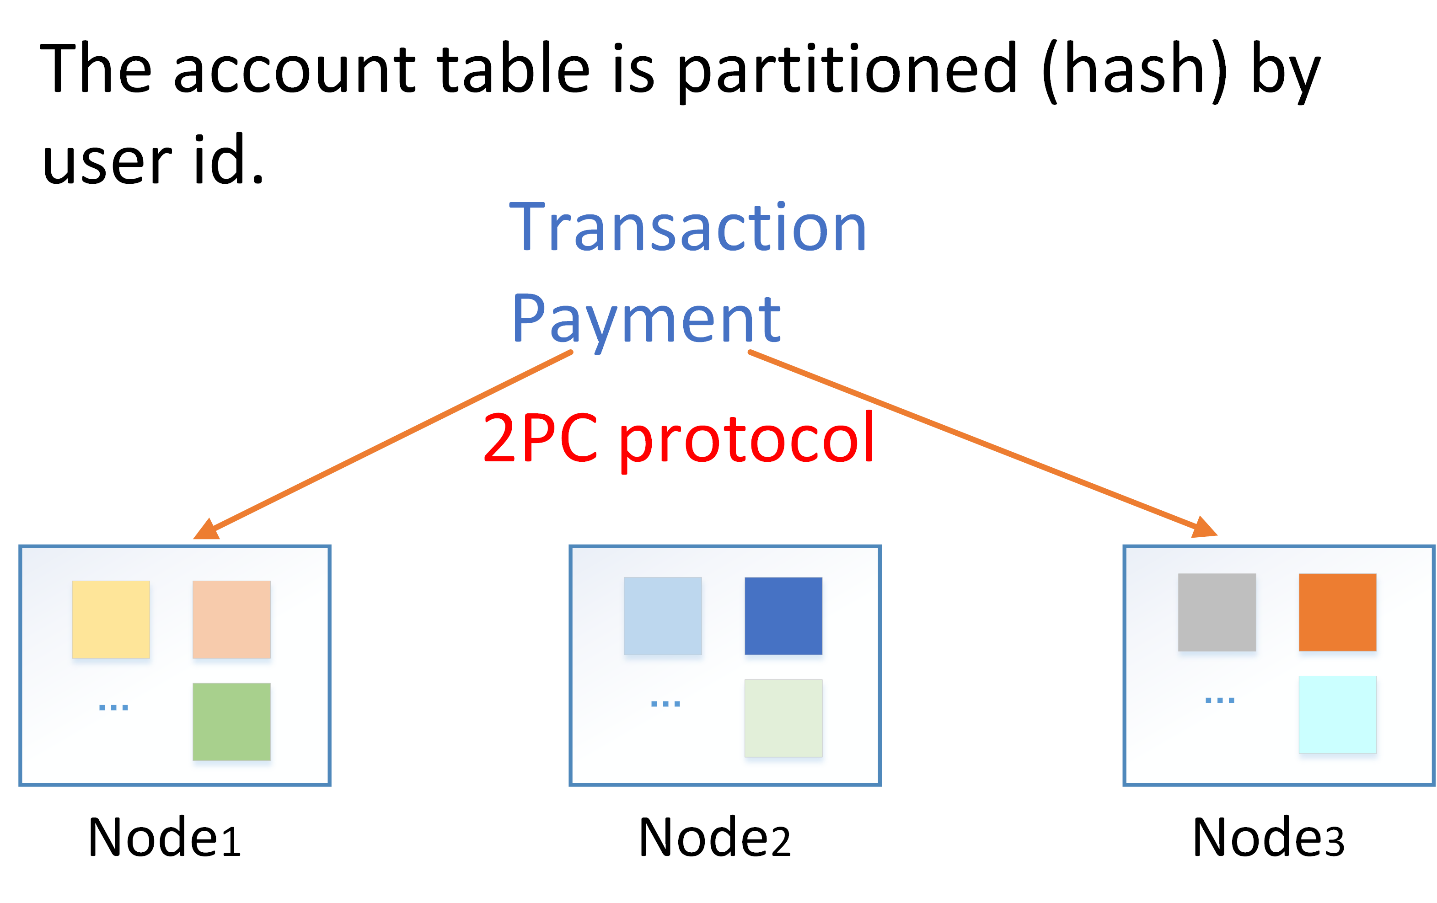 The account table is partitioned (hash) by
user id.
Transaction
Payment
2PC protocol
... ... ...
Node1 Node2 Node3